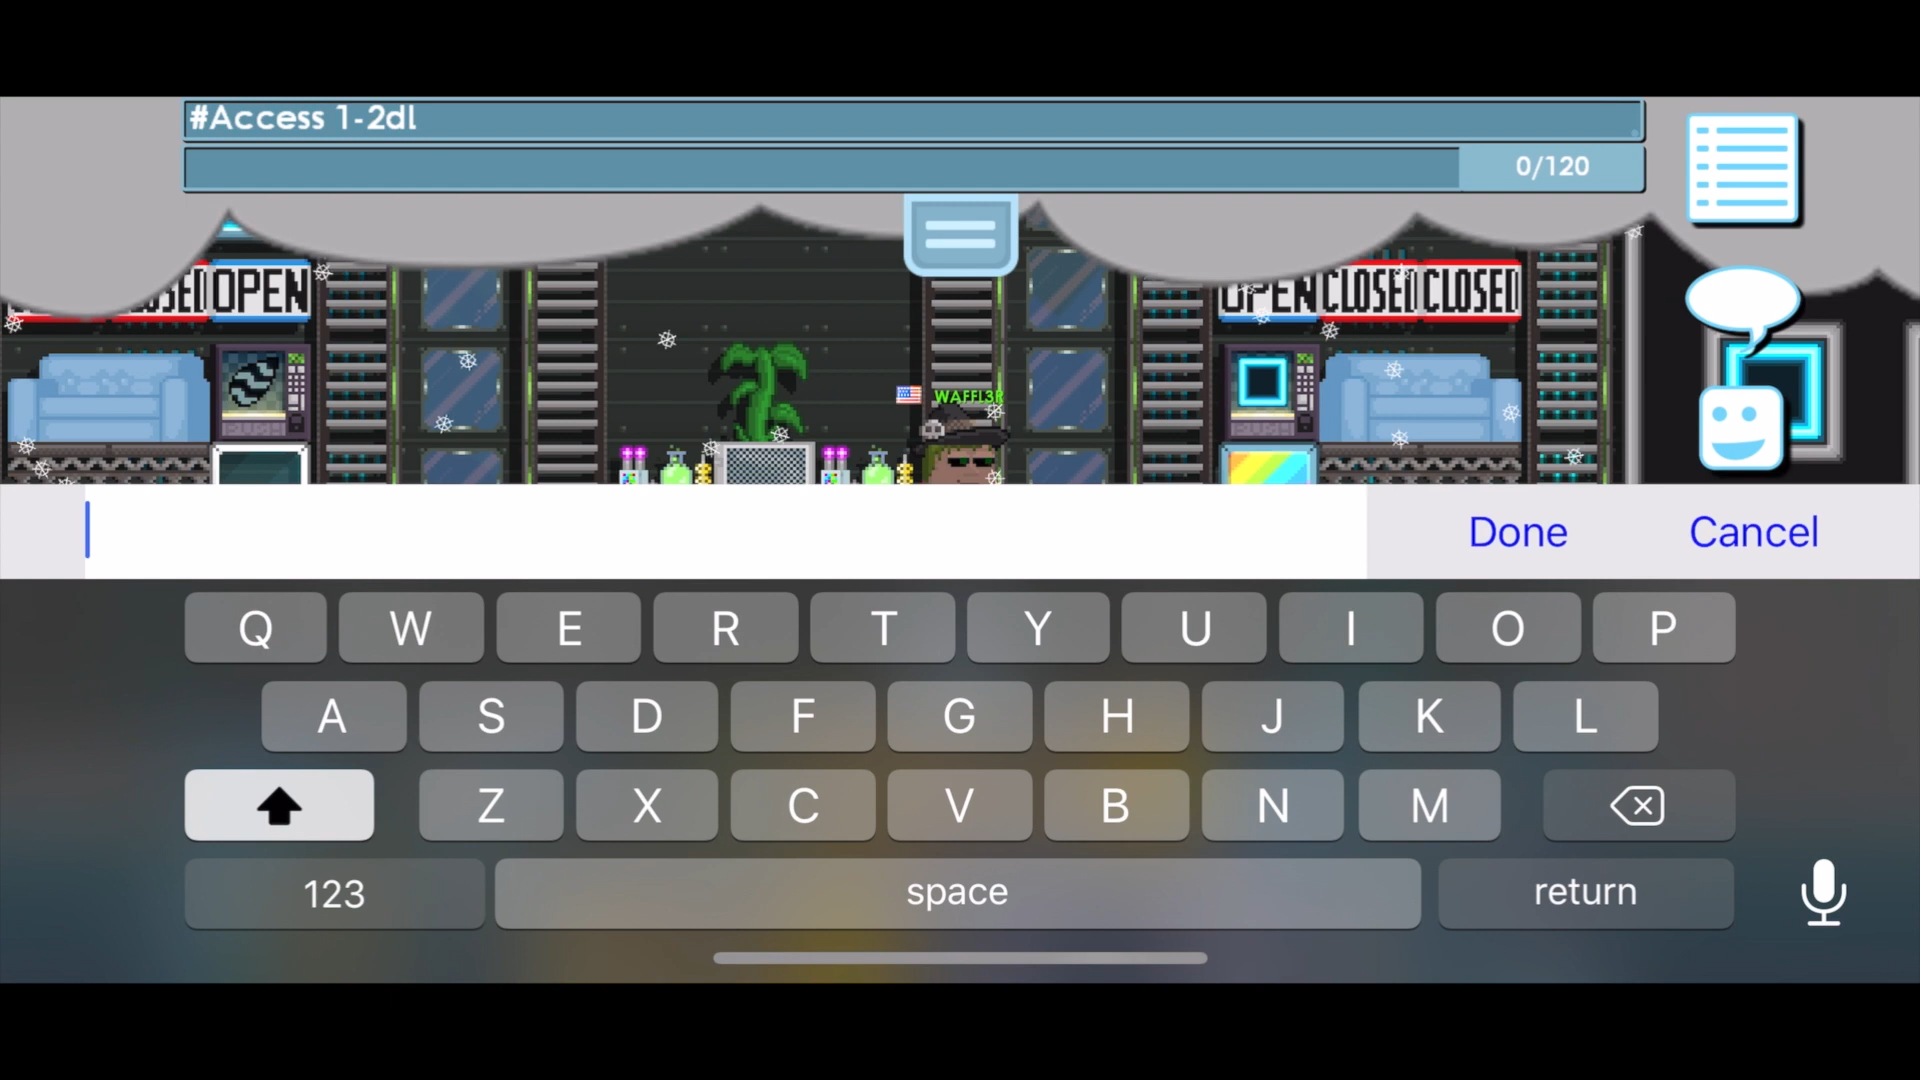 #Access 1-2dl
0/120
OPEN
OPEN CLOSED CLOSED
WAFFL3R
Done Cancel
Q W E R T Y U I O P
A S D F G H J K L
Z X C V B N M
123 space return